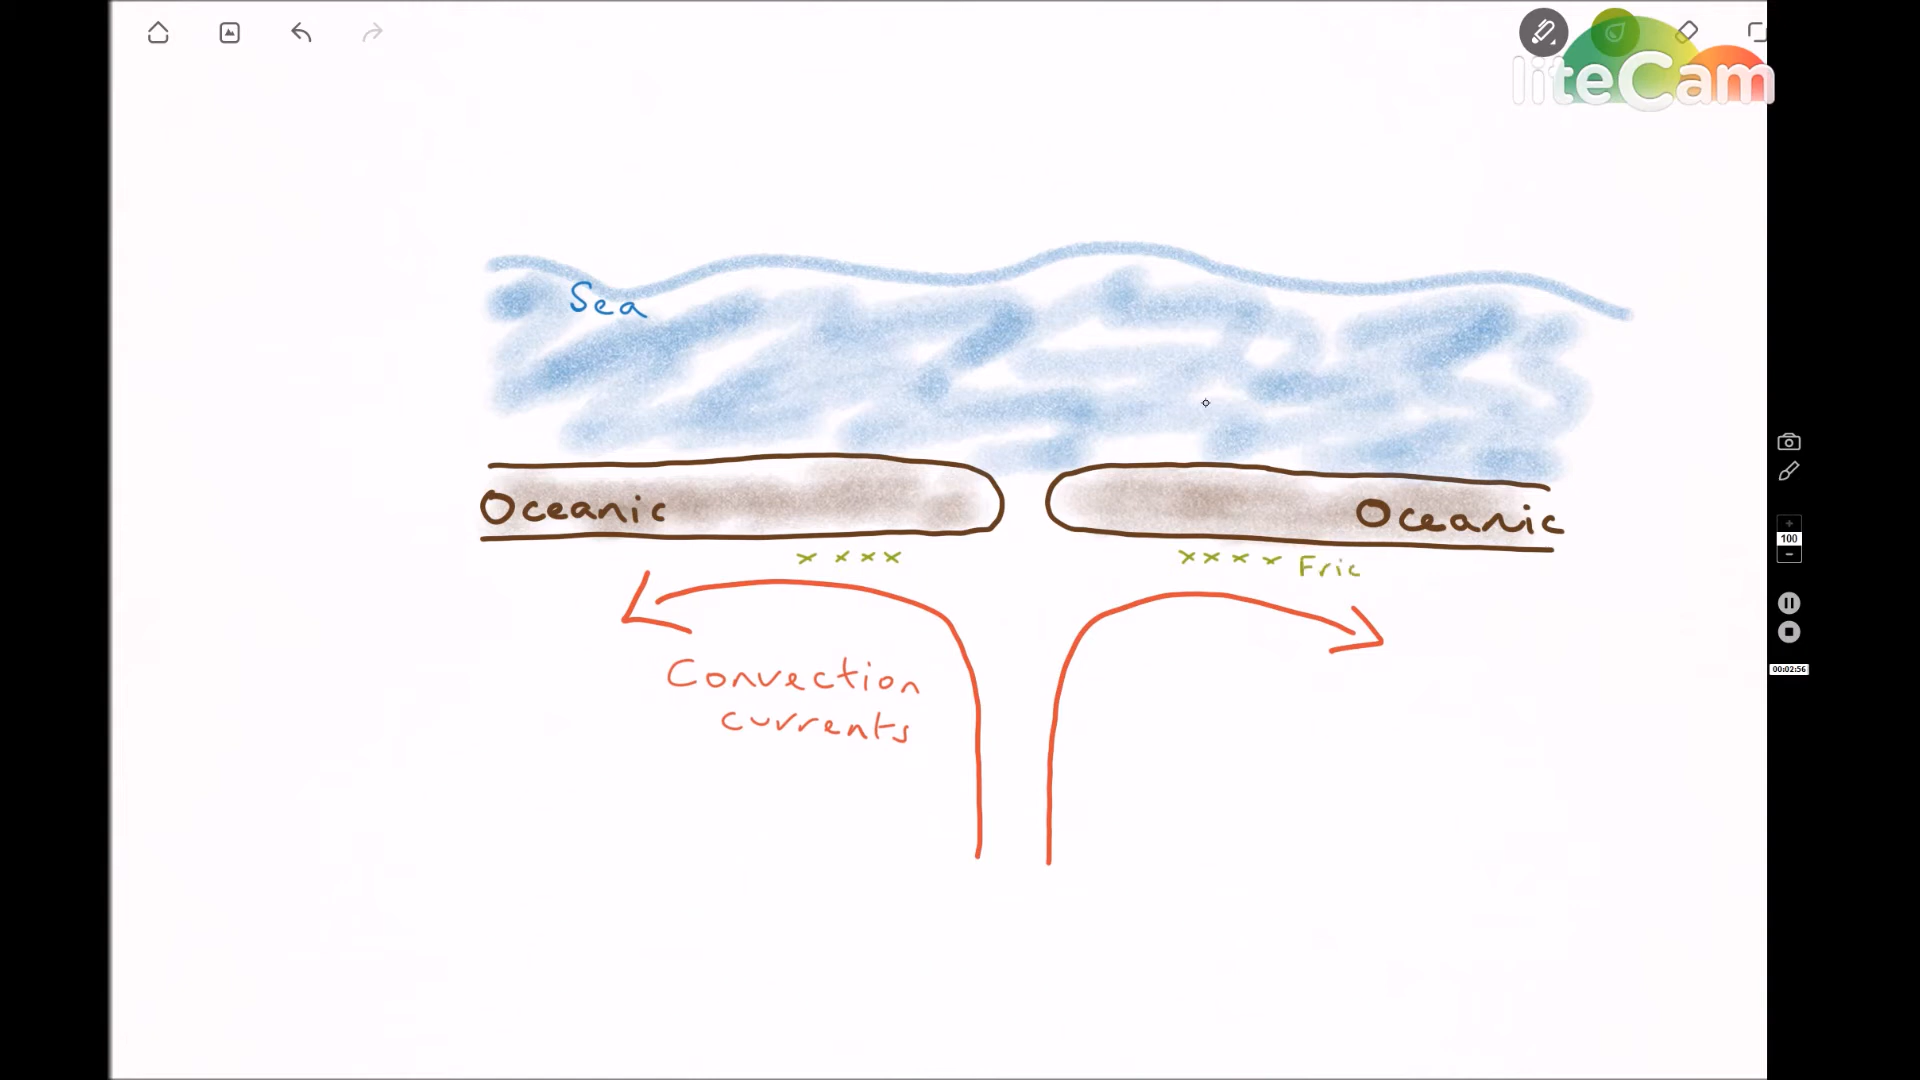 liteCam
Sea
Oceanic
Oceanic
100
Fric
Convection
currents
00:02:56